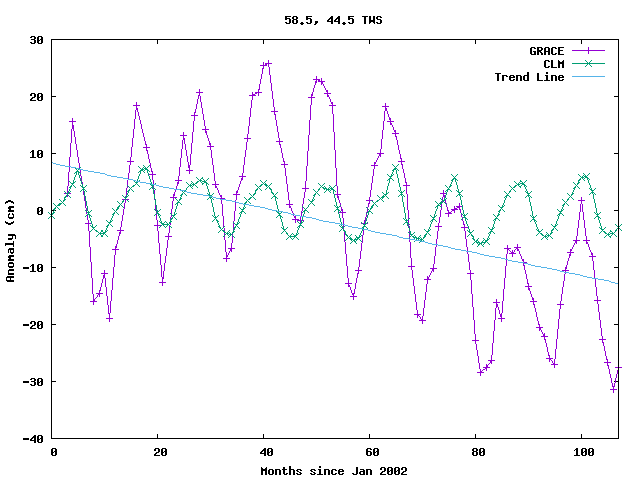 58.5, 44.5 TWS
GRACE
CLM
Trend Line
30
20
10
0
-10
-20
-30
-40
Anomaly (cm)
0 20 40 60 80 100
Months since Jan 2002